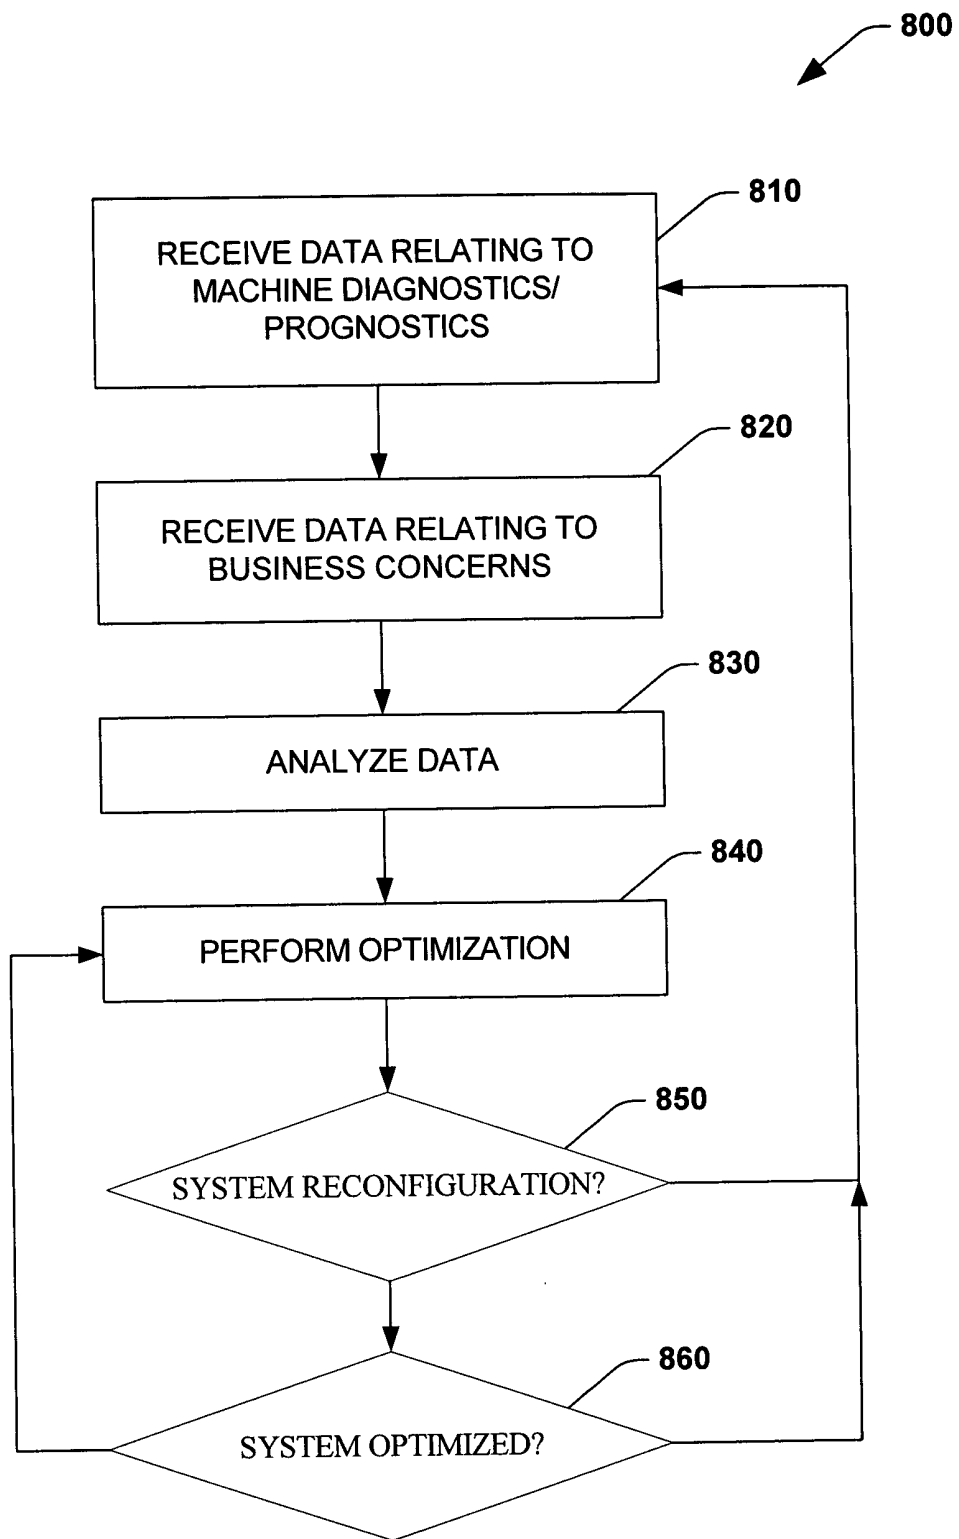 800
810
RECEIVE DATA RELATING TO
MACHINE DIAGNOSTICS/
PROGNOSTICS
820
RECEIVE DATA RELATING TO
BUSINESS CONCERNS
830
ANALYZE DATA
840
PERFORM OPTIMIZATION
850
SYSTEM RECONFIGURATION?
860
SYSTEM OPTIMIZED?